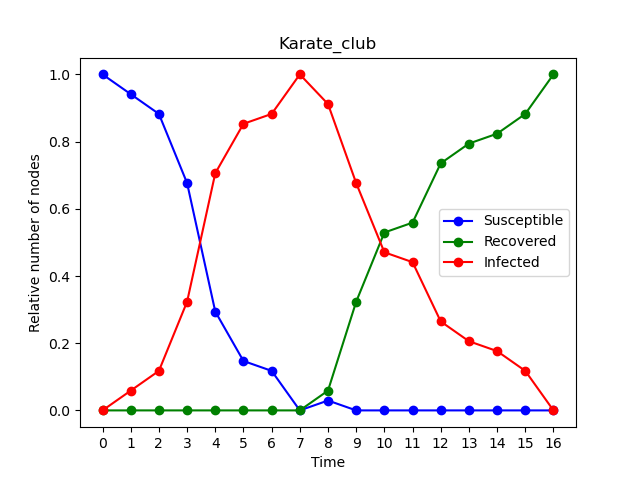 Karate_club
Relative number of nodes
1.0
0.8
0.6
0.4
0.2
0.0
Susceptible
Recovered
Infected
0 1 2 3 4 5 6 7 8 9 10 11 12 13 14 15 16
Time